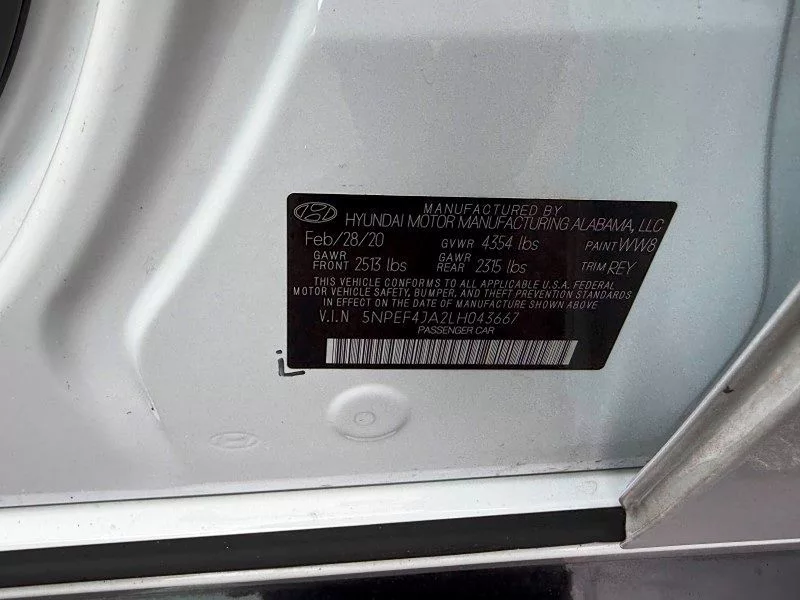 MANUFACTURED BY
HYUNDAI MOTOR MANUFACTURING ALABAMA, LLC
Feb/28/20 GVWR 4354 lbs PAINT WW8
GAWR FRONT 2513 lbs GAWR REAR 2315 lbs TRIM REY
THIS VEHICLE CONFORMS TO ALL APPLICABLE U.S.A. FEDERAL
MOTOR VEHICLE SAFETY, BUMPER, AND THEFT PREVENTION STANDARDS
IN EFFECT ON THE DATE OF MANUFACTURE SHOWN ABOVE
V.I.N 5NPEF4JA2LH043667
PASSENGER CAR